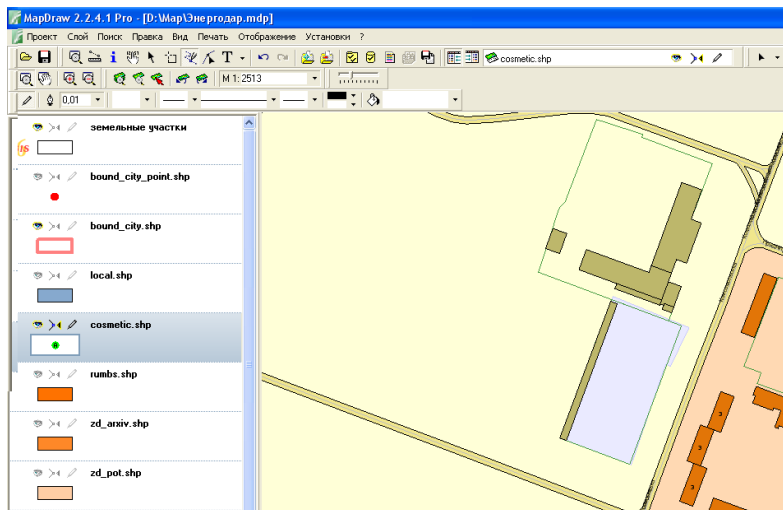 MapDraw 2.2.4.1 Pro - [D:\Map\Энергодар.mdp]
Проект Слой Поиск Правка Вид Печать Отображение Установки ?
cosmetic.shp
М 1: 2513
0,01
земельные участки
bound_city_point.shp
bound_city.shp
local.shp
cosmetic.shp
rumbs.shp
zd_arxiv.shp
zd_pot.shp
3
3
3